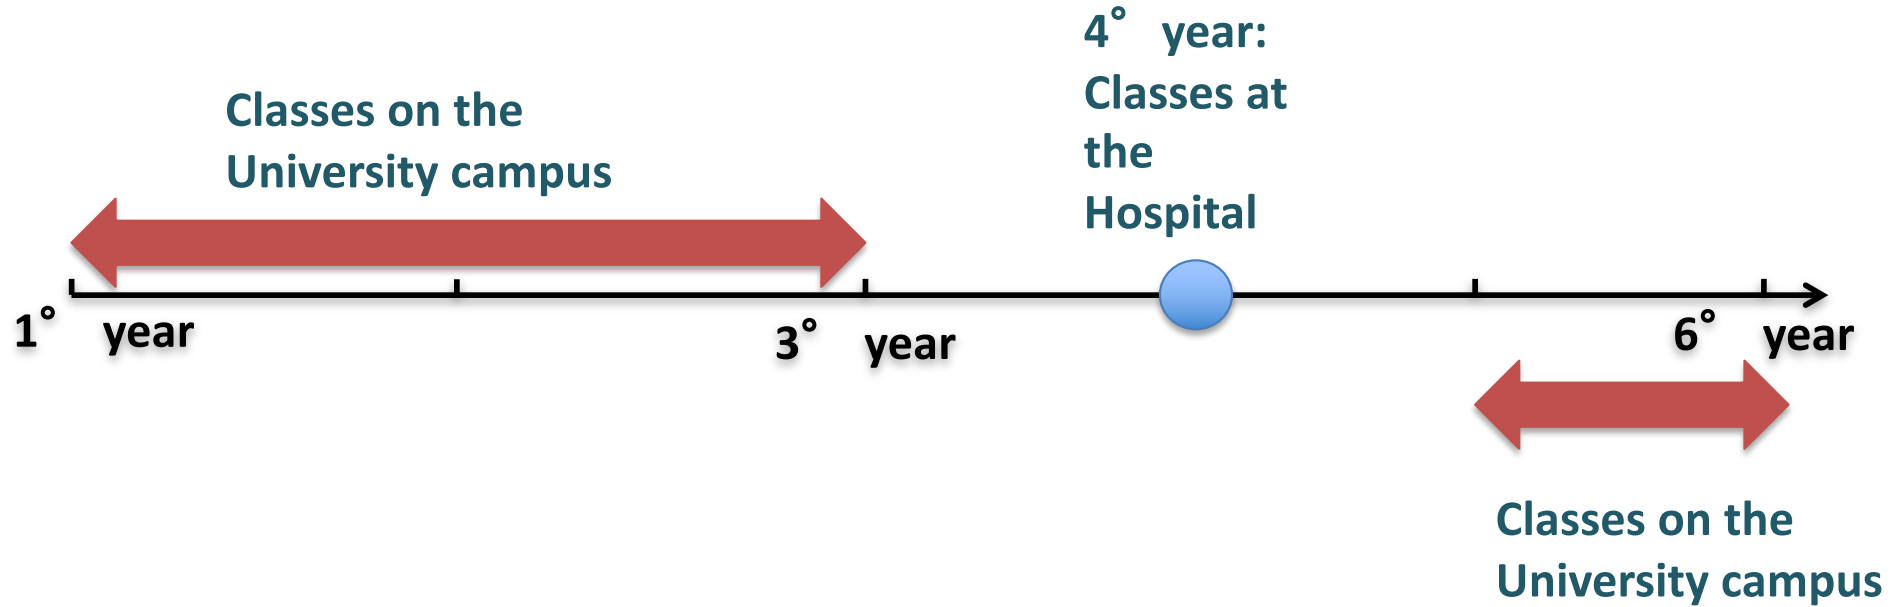 4° year:
Classes at
the
Hospital
Classes on the
University campus
1° year
3° year
6° year
Classes on the
University campus